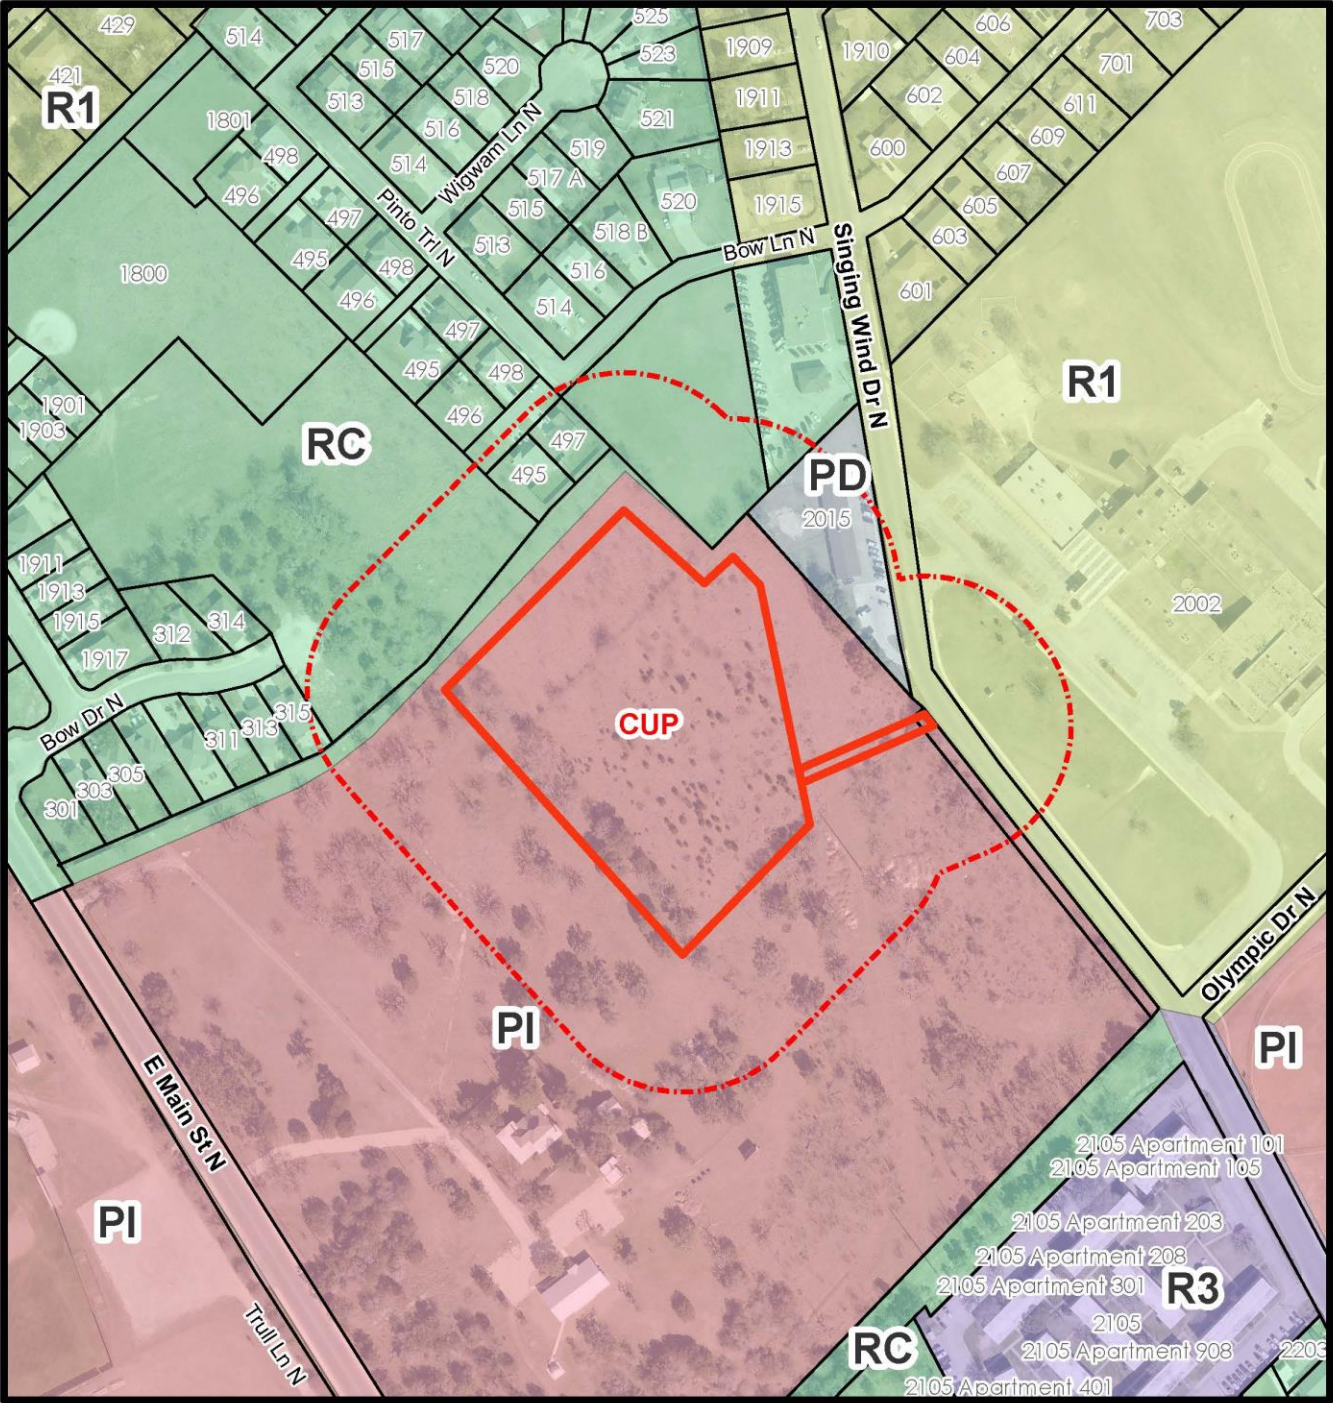 429
514
517
525
523
1909
1910
606
703
604
421
R1
515
520
701
513
518
1911
602
611
1801
516
Wigwam Ln N
521
498
514
519
1913
600
609
517 A
607
496
497
Pinto Trl N
515
520
1915
605
513
518 B
Bow Ln N
603
495
498
516
Singing Wind Dr N
1800
496
514
601
497
495
498
R1
1901
496
1903
RC
497
495
PD
2015
1911
1913
2002
1915
312
314
1917
Bow Dr N
315
313
311
CUP
305
303
301
Olympic Dr N
PI
PI
E Main St N
2105 Apartment 101
2105 Apartment 105
PI
2105 Apartment 203
2105 Apartment 208
2105 Apartment 301
R3
2105
Trull Ln N
RC
2105 Apartment 908
2203
2105 Apartment 401